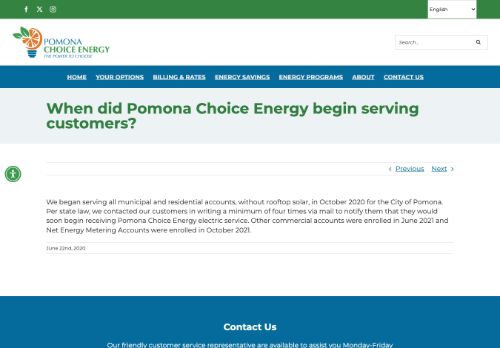 English
POMONA
CHOICE ENERGY
THE POWER TO CHOOSE
Search...
HOME YOUR OPTIONS BILLING & RATES ENERGY SAVINGS ENERGY PROGRAMS ABOUT CONTACT US
When did Pomona Choice Energy begin serving
customers?
Previous Next
We began serving all municipal and residential accounts, without rooftop solar, in October 2020 for the City of Pomona.
Per state law, we contacted our customers in writing a minimum of four times via mail to notify them that they would
soon begin receiving Pomona Choice Energy electric service. Other commercial accounts were enrolled in June 2021 and
Net Energy Metering Accounts were enrolled in October 2021.
June 22nd, 2020
Contact Us
Our friendly customer service representative are available to assist you Monday-Friday